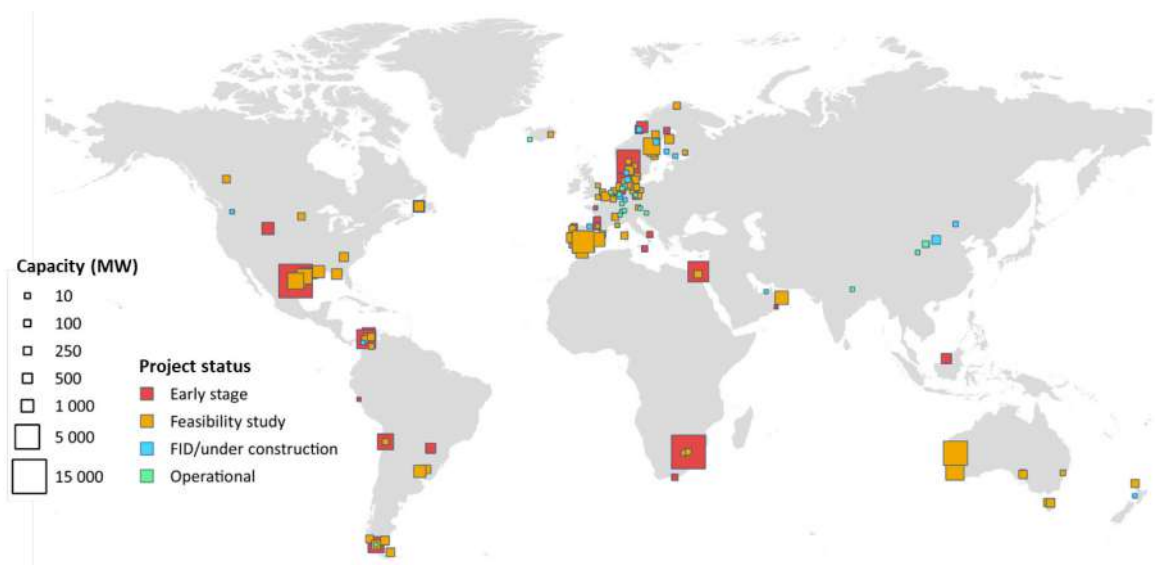 Capacity (MW)
10
100
250
500
1 000
5 000
15 000
Project status
Early stage
Feasibility study
FID/under construction
Operational